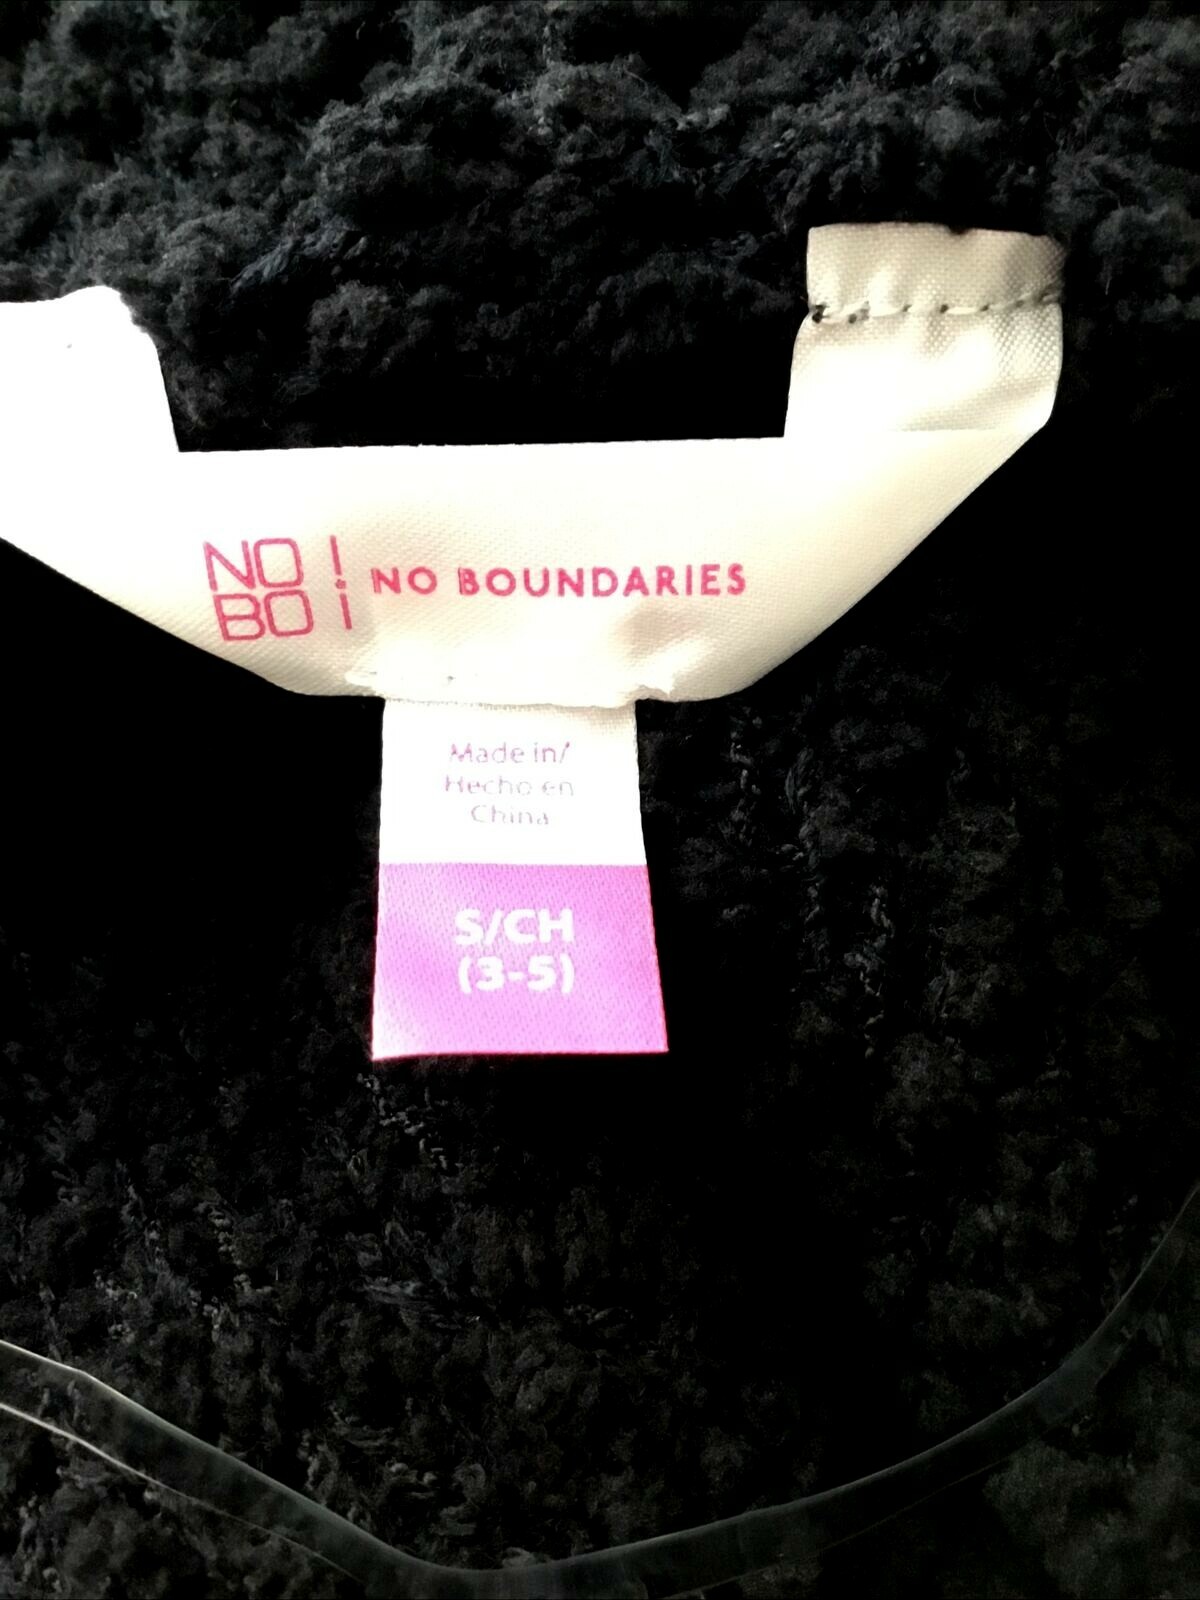 NO
BO
NO BOUNDARIES
Made in/
Hecho en
China
S/CH
(3-5)